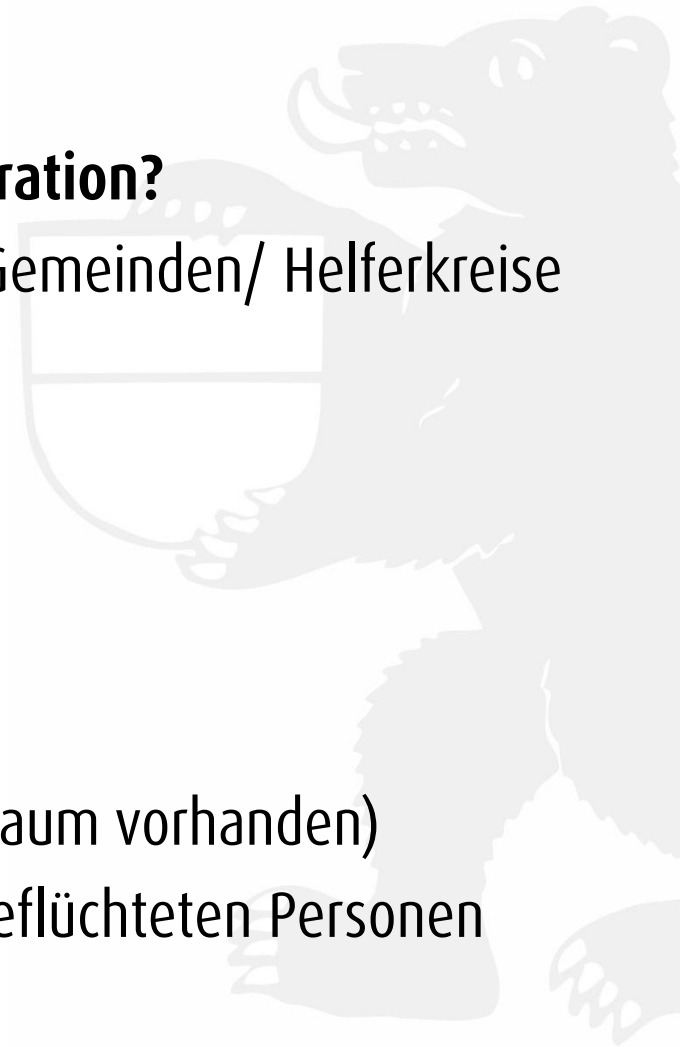 ration?
Gemeinden/ Helferkreise
aum vorhanden)
eflüchteten Personen